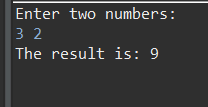 Enter two numbers:
3 2
The result is: 9